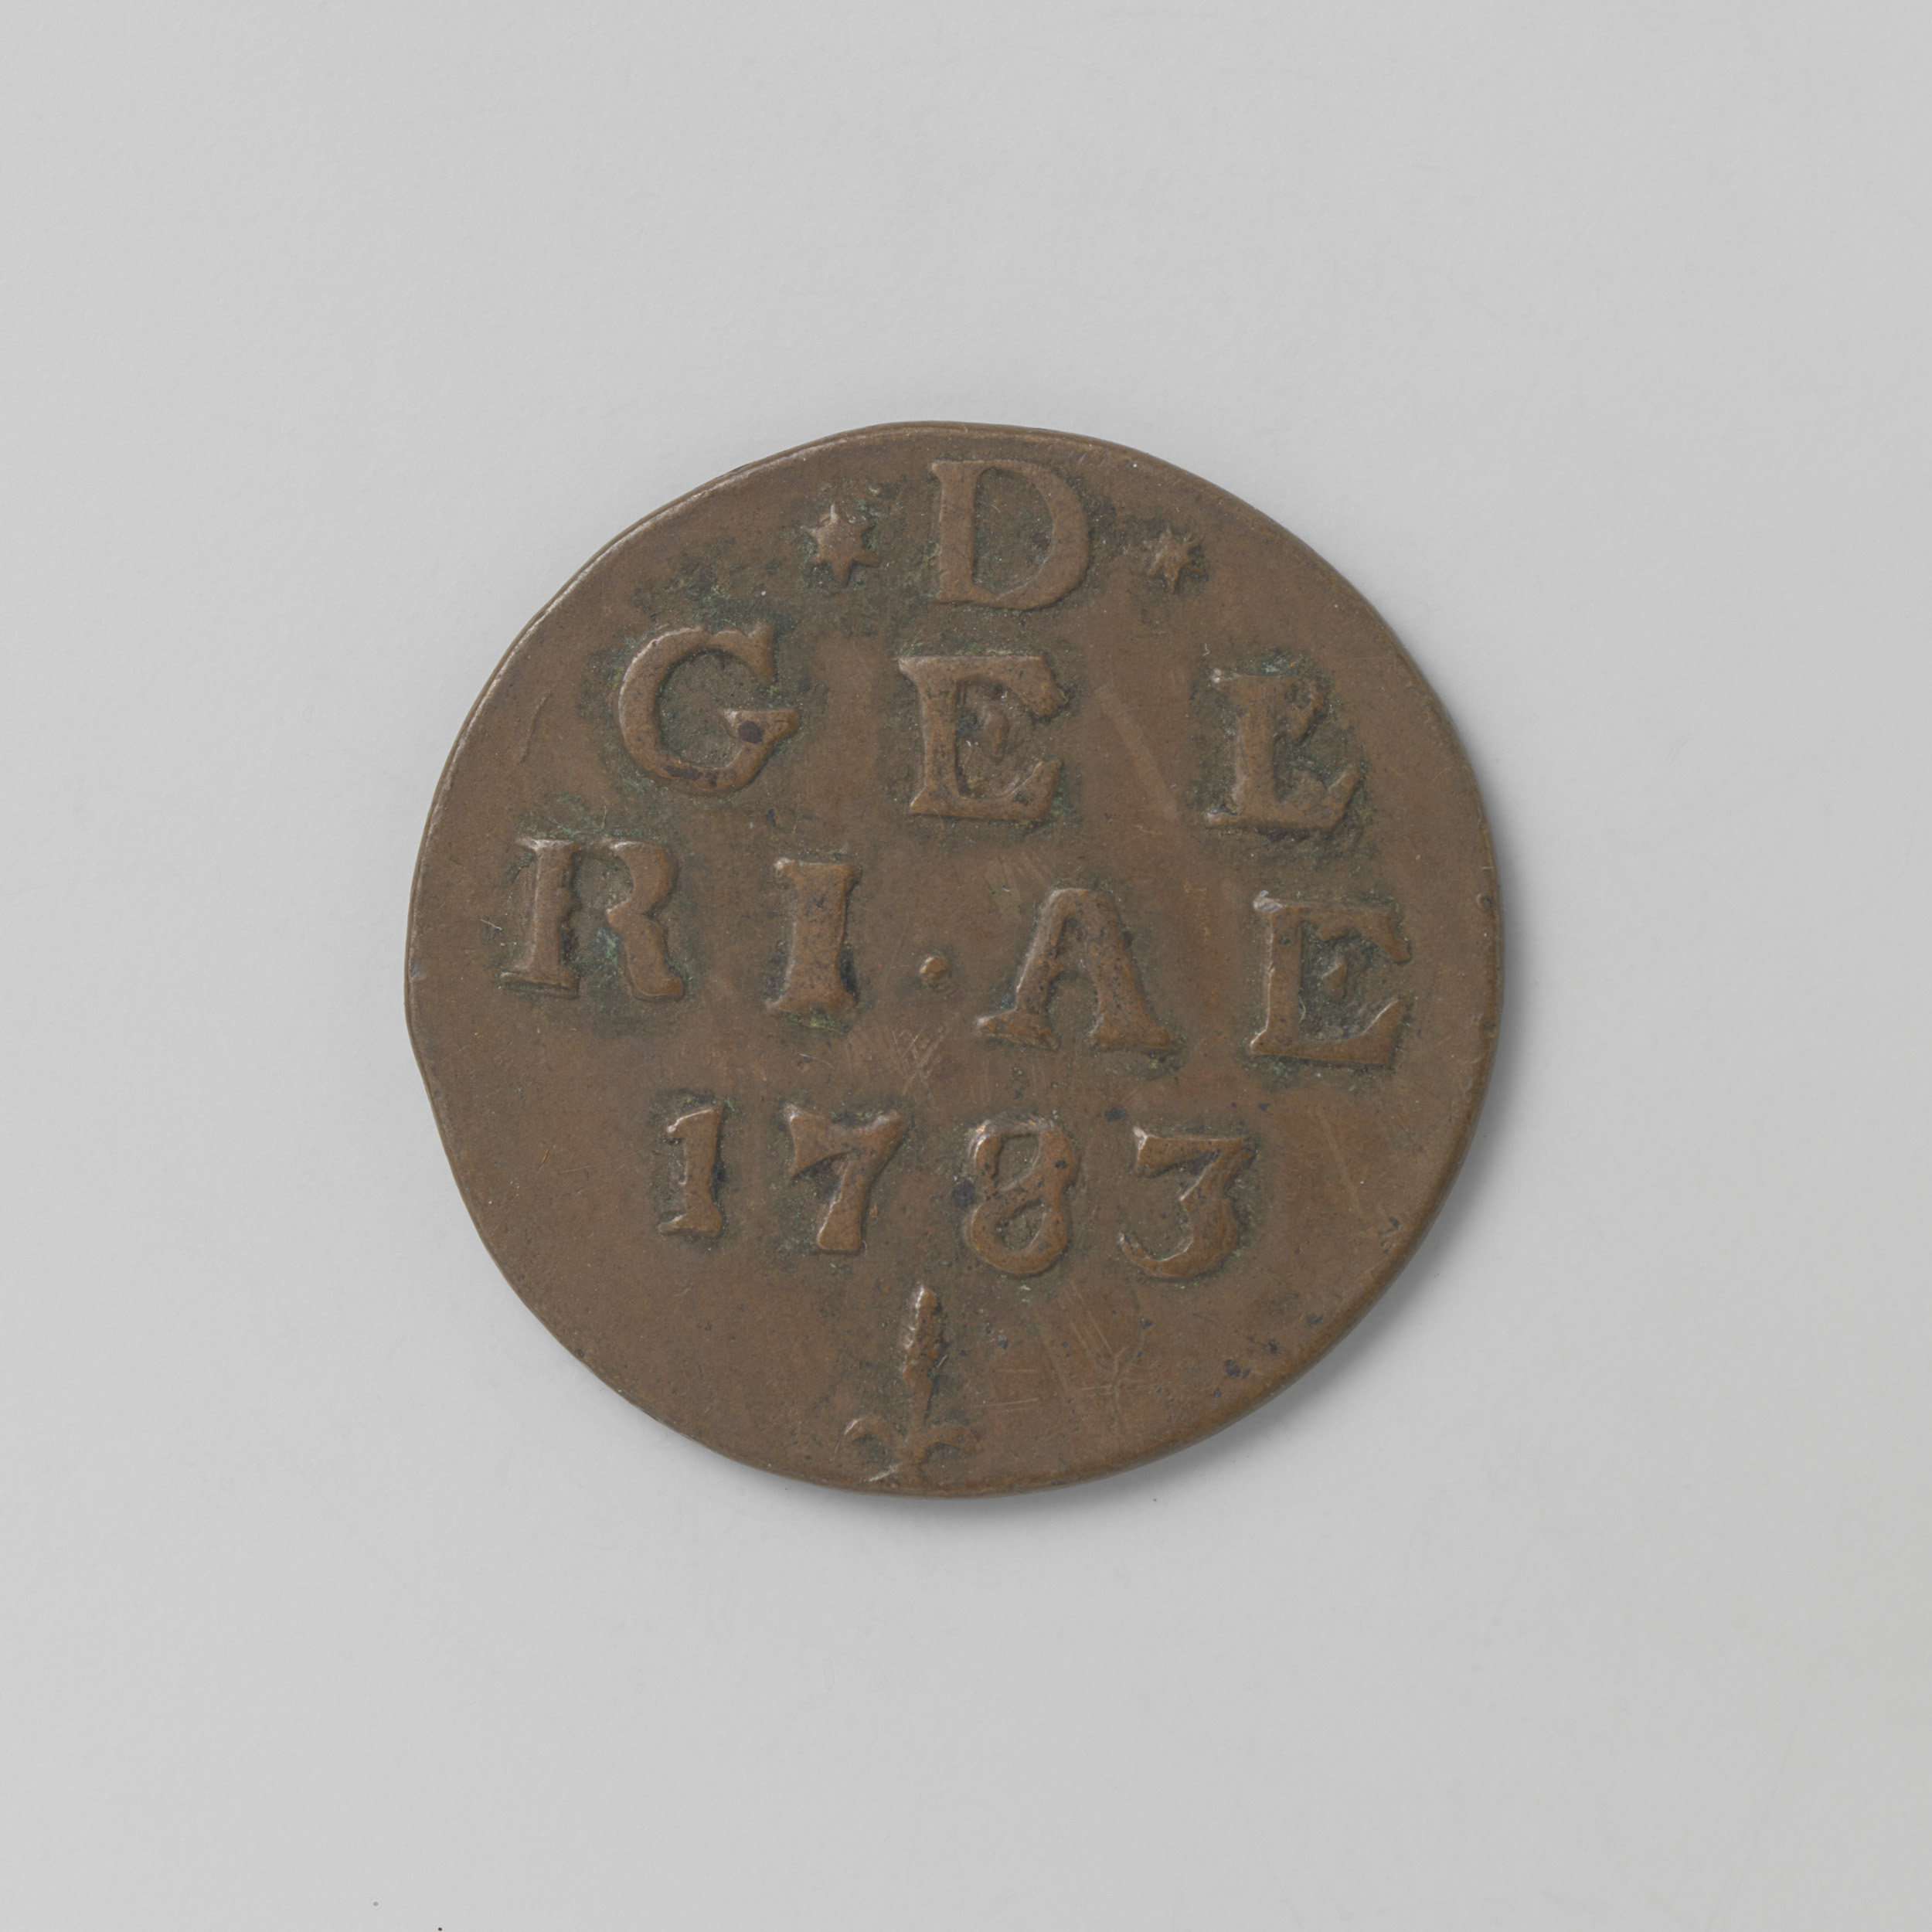 * D *
GEL
RI·AE
1783